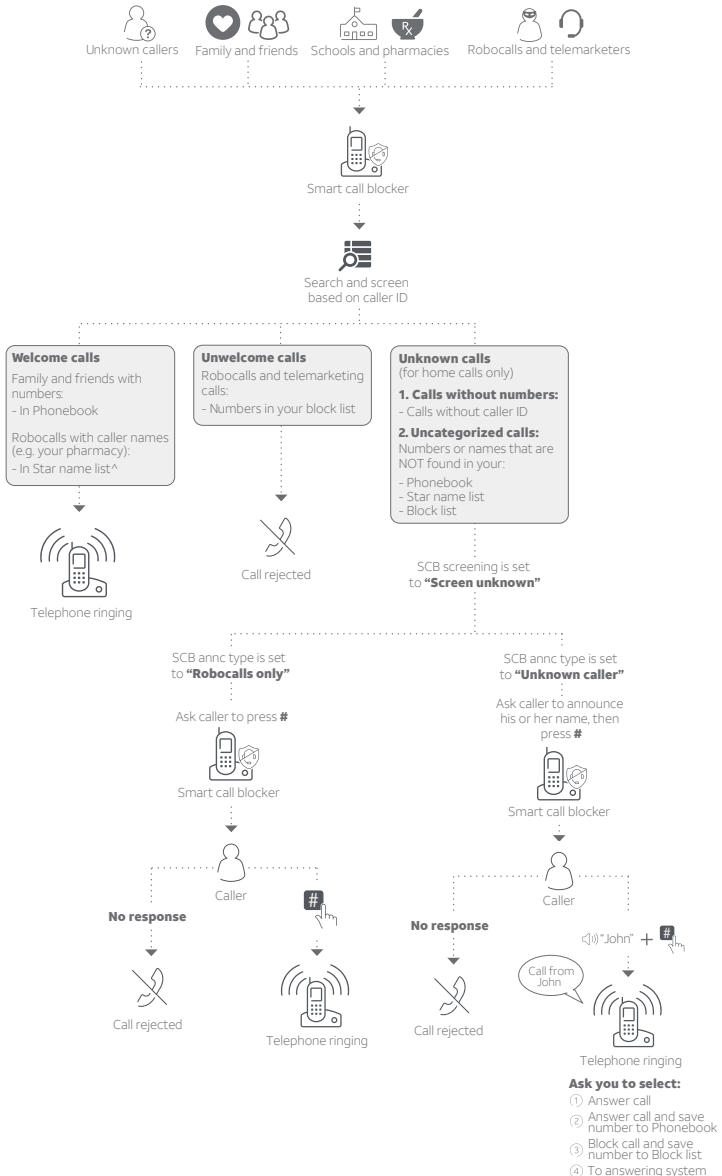 Unknown callers
Family and friends
Schools and pharmacies
Robocalls and telemarketers
?
R
X
Smart call blocker
Search and screen
based on caller ID
Welcome calls
Family and friends with
numbers:
- In Phonebook
Robocalls with caller names
(e.g. your pharmacy):
- In Star name list^
Unwelcome calls
Robocalls and telemarketing
calls:
- Numbers in your block list
Unknown calls
(for home calls only)
1. Calls without numbers:
- Calls without caller ID
2. Uncategorized calls:
Numbers or names that are
NOT found in your:
- Phonebook
- Star name list
- Block list
Telephone ringing
Call rejected
SCB screening is set
to “Screen unknown”
SCB annc type is set
to “Robocalls only”
Ask caller to press #
Smart call blocker
Caller
No response
#
Call rejected
Telephone ringing
SCB annc type is set
to “Unknown caller”
Ask caller to announce
his or her name, then
press #
Smart call blocker
Caller
No response
“John” + #
Call from
John
Call rejected
Telephone ringing
Ask you to select:
① Answer call
② Answer call and save
number to Phonebook
③ Block call and save
number to Block list
④ To answering system